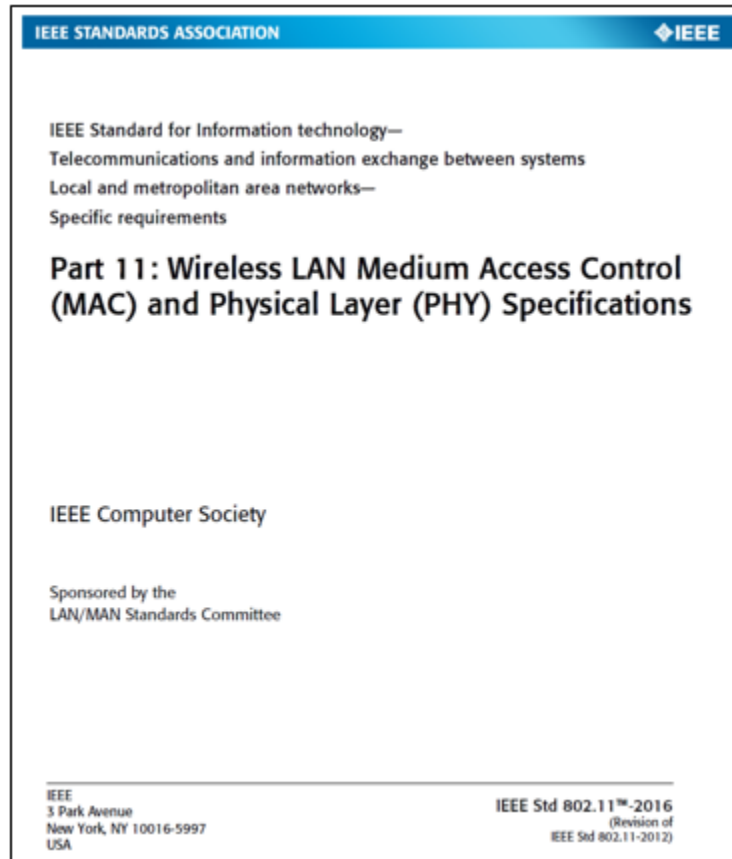 IEEE STANDARDS ASSOCIATION
IEEE
IEEE Standard for Information technology—
Telecommunications and information exchange between systems
Local and metropolitan area networks—
Specific requirements
Part 11: Wireless LAN Medium Access Control
(MAC) and Physical Layer (PHY) Specifications
IEEE Computer Society
Sponsored by the
LAN/MAN Standards Committee
IEEE
3 Park Avenue
New York, NY 10016-5997
USA
IEEE Std 802.11™-2016
(Revision of
IEEE Std 802.11-2012)